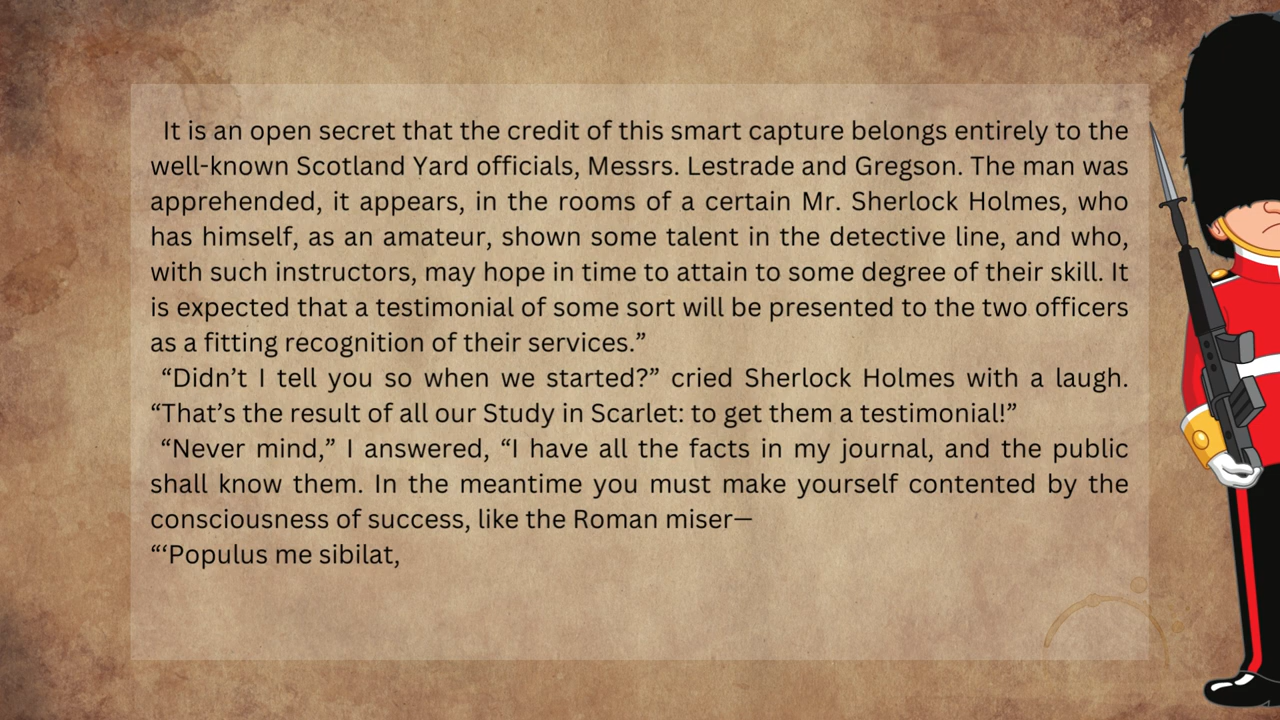 It is an open secret that the credit of this smart capture belongs entirely to the
well-known Scotland Yard officials, Messrs. Lestrade and Gregson. The man was
apprehended, it appears, in the rooms of a certain Mr. Sherlock Holmes, who
has himself, as an amateur, shown some talent in the detective line, and who,
with such instructors, may hope in time to attain to some degree of their skill. It
is expected that a testimonial of some sort will be presented to the two officers
as a fitting recognition of their services.”
“Didn’t I tell you so when we started?” cried Sherlock Holmes with a laugh.
“That’s the result of all our Study in Scarlet: to get them a testimonial!”
“Never mind,” I answered, “I have all the facts in my journal, and the public
shall know them. In the meantime you must make yourself contented by the
consciousness of success, like the Roman miser—
“‘Populus me sibilat,